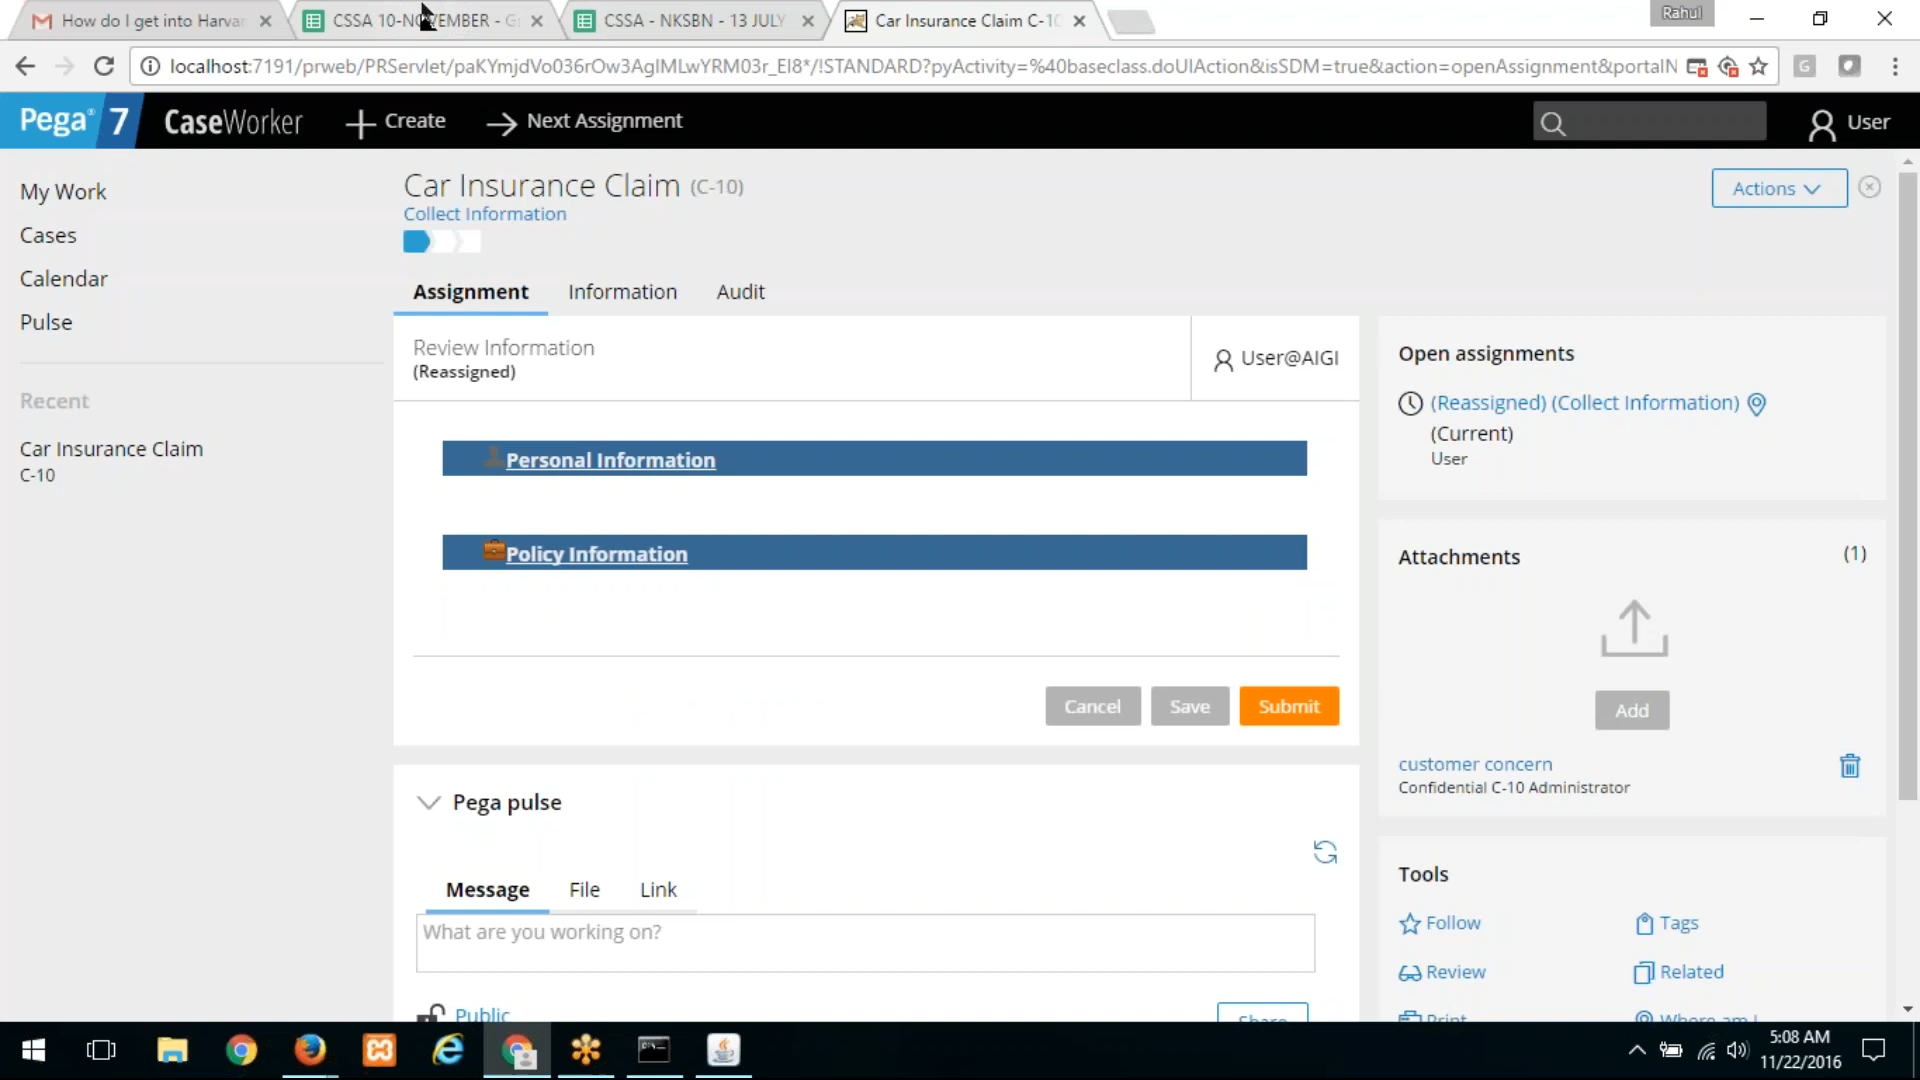 How do I get into Harvar
CSSA 10-NOVEMBER - G
CSSA - NKSBN - 13 JULY
Car Insurance Claim C-10
Rahul
localhost:7191/prweb/PRServlet/paKYmjdVo036rOw3AglMLwYRM03r_El8*/!STANDARD?pyActivity=%40baseclass.doUIAction&isSDM=true&action=openAssignment&portalN
Pega 7 CaseWorker
Create
Next Assignment
User
My Work
Cases
Calendar
Pulse
Recent
Car Insurance Claim
C-10
Car Insurance Claim (C-10)
Collect Information
Actions
Assignment
Information
Audit
Review Information
(Reassigned)
User@AIGI
Personal Information
Policy Information
Cancel
Save
Submit
Pega pulse
Message
File
Link
What are you working on?
Public
Share
Open assignments
(Reassigned) (Collect Information)
(Current)
User
Attachments
(1)
Add
customer concern
Confidential C-10 Administrator
Tools
Follow
Tags
Review
Related
Print
Where am I
5:08 AM
11/22/2016